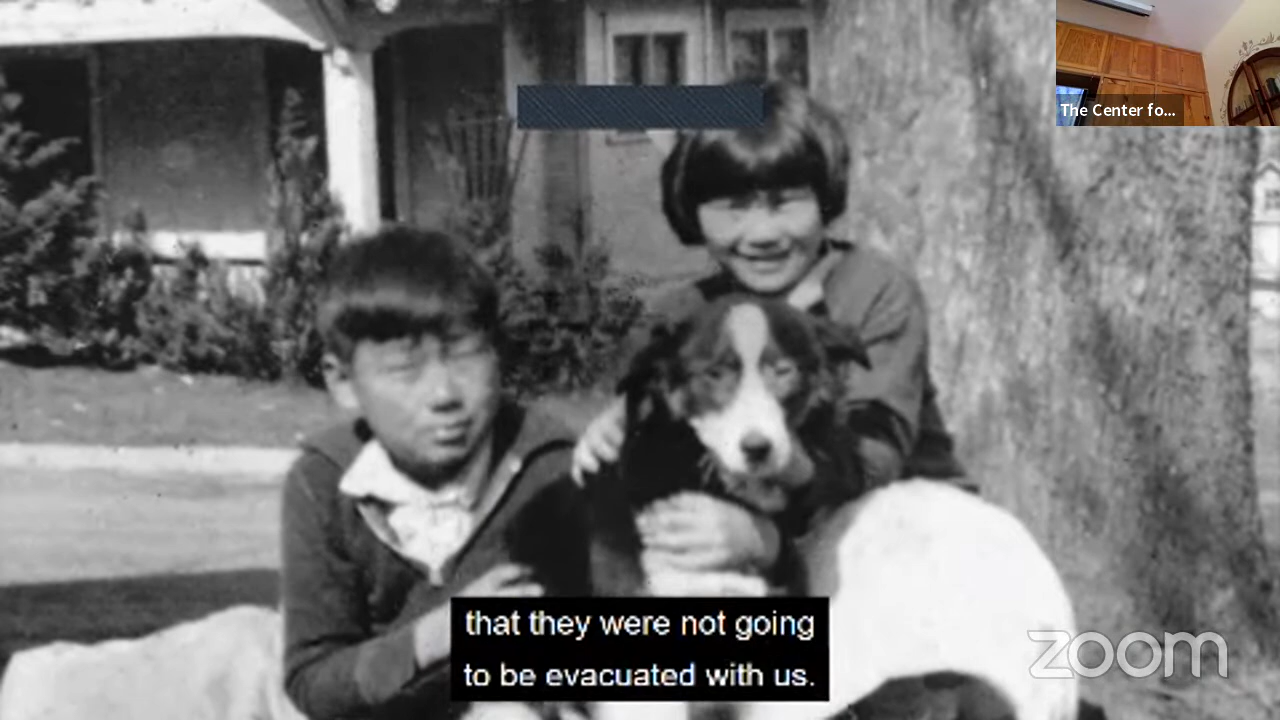 The Center fo...
that they were not going
to be evacuated with us.
zoom